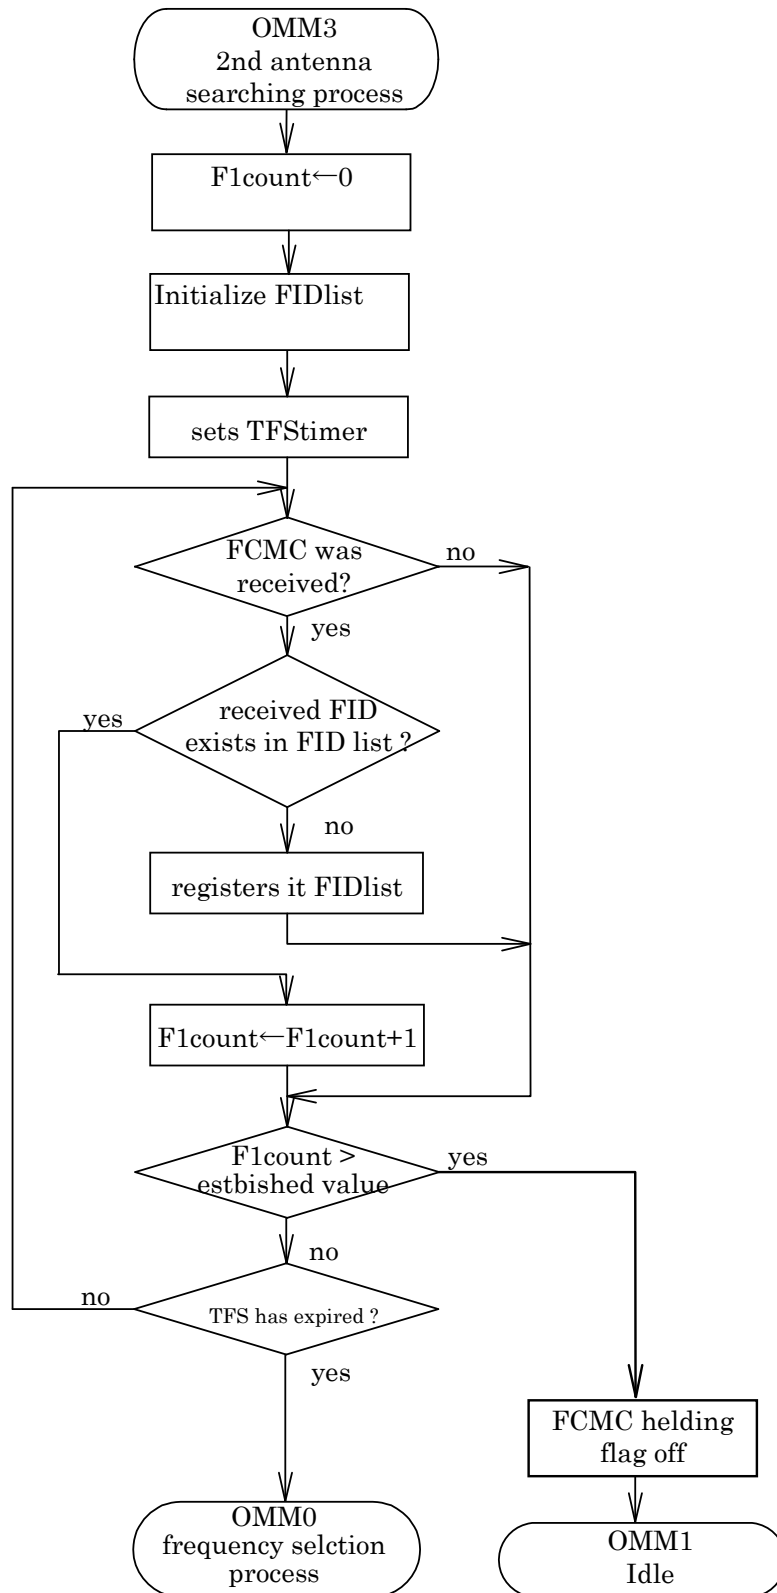 OMM3
2nd antenna
searching process
F1count←0
Initialize FIDlist
sets TFStimer
FCMC was
received?
no
yes
received FID
exists in FID list ?
yes
no
registers it FIDlist
F1count←F1count+1
F1count >
estbished value
yes
no
TFS has expired ?
no
yes
FCMC helding
flag off
OMM0
frequency selction
process
OMM1
Idle